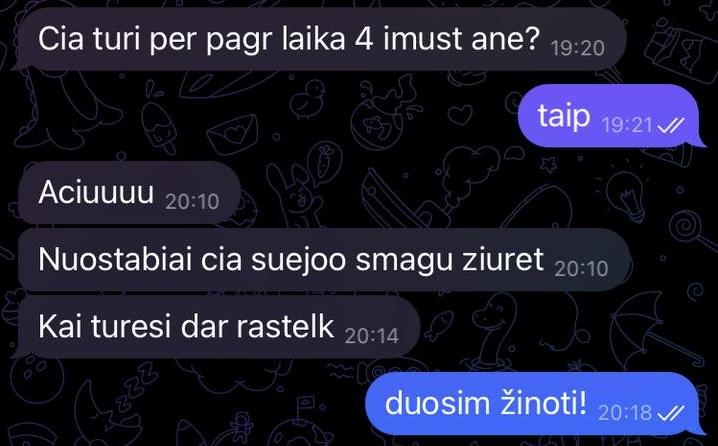 Cia turi per pagr laika 4 imust ane? 19:20
taip 19:21
Aciuuuu 20:10
Nuostabiai cia suejoo smagu ziuret 20:10
Kai turesi dar rastelk 20:14
duosim žinoti! 20:18